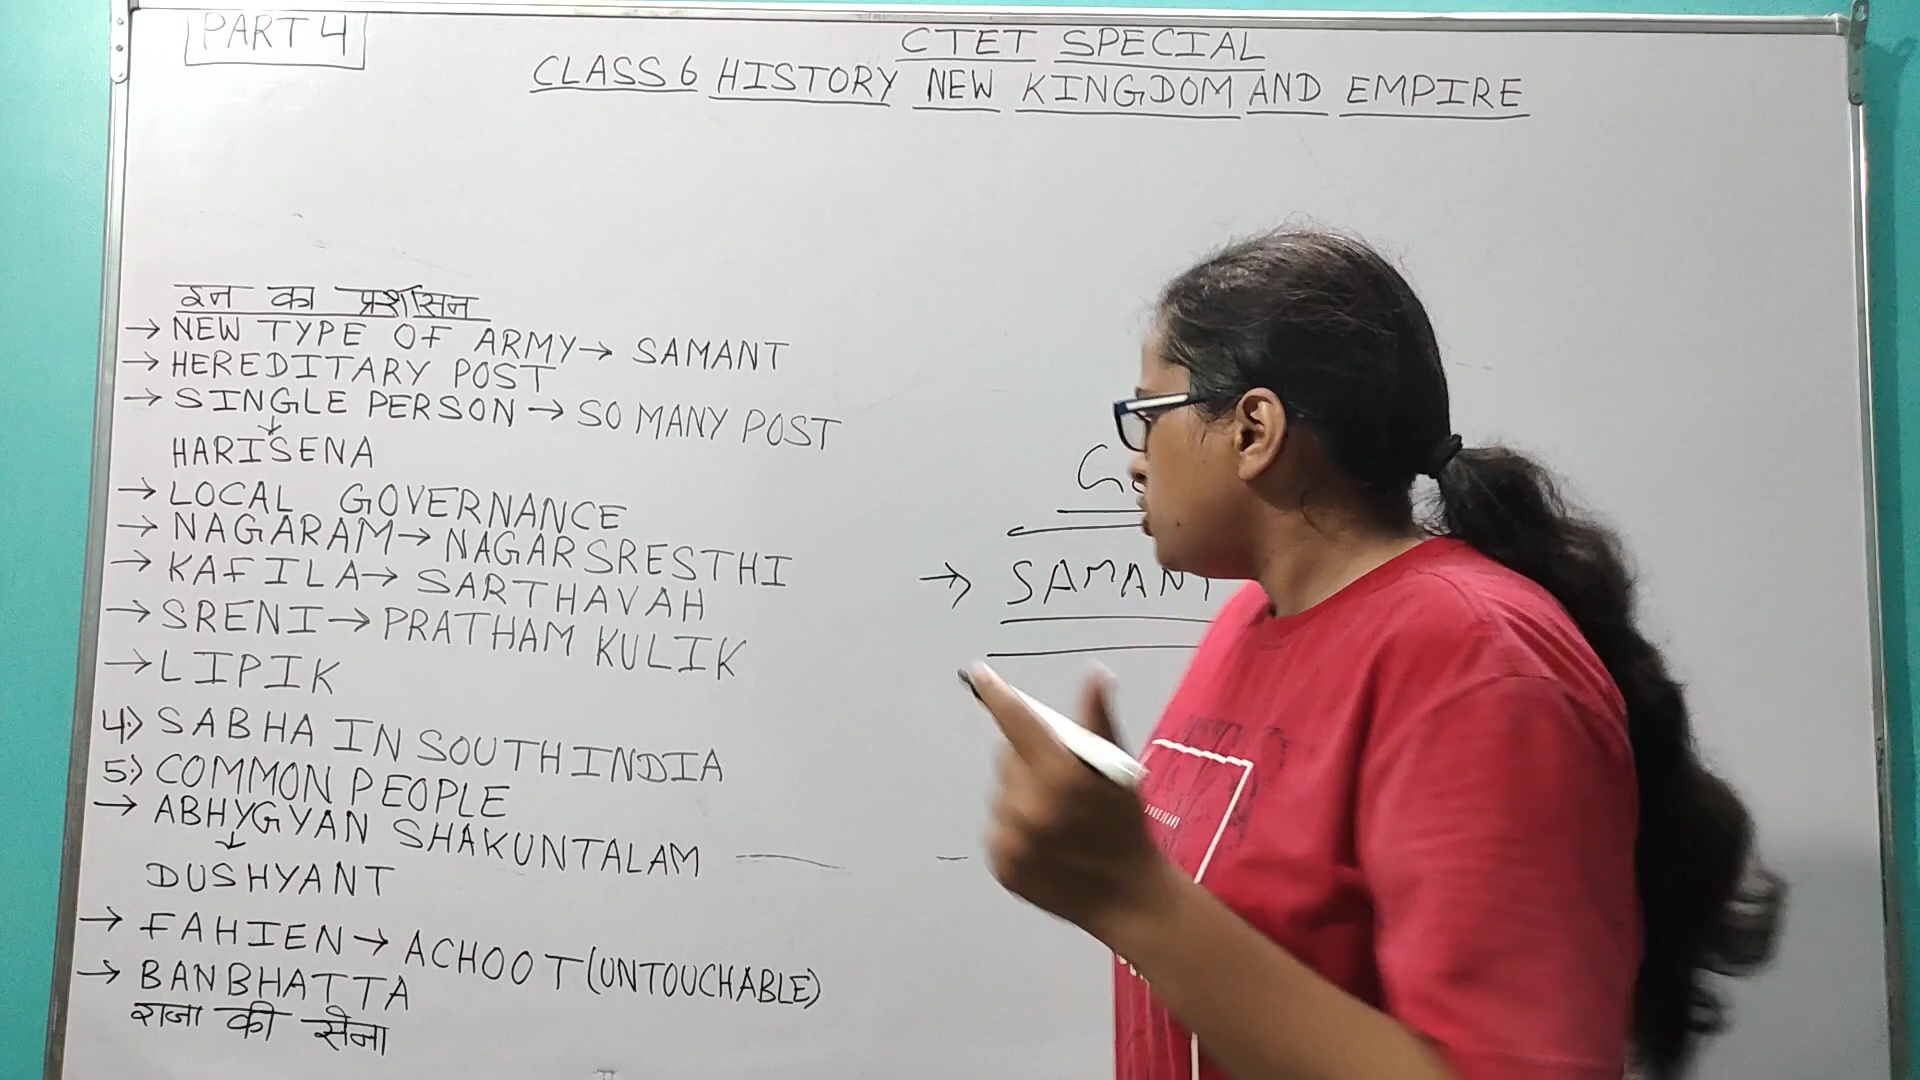 PART 4
CTET SPECIAL
CLASS 6 HISTORY NEW KINGDOM AND EMPIRE
इन का प्रर्शासन
→ NEW TYPE OF ARMY → SAMANT
→ HEREDITARY POST
→ SINGLE PERSON → SO MANY POST
↓
HARISENA
→ LOCAL GOVERNANCE
→ NAGARAM → NAGARSRESTHI
→ KAFILA → SARTHAVAH
→ SRENI → PRATHAM KULIK
→ LIPIK
4:) SABHA IN SOUTH INDIA
5:) COMMON PEOPLE
→ ABHYGYAN SHAKUNTALAM
↓
DUSHYANT
→ FAHIEN → ACHOOT (UNTOUCHABLE)
→ BANBHATTA
राजा की सेना
→ SAMANT